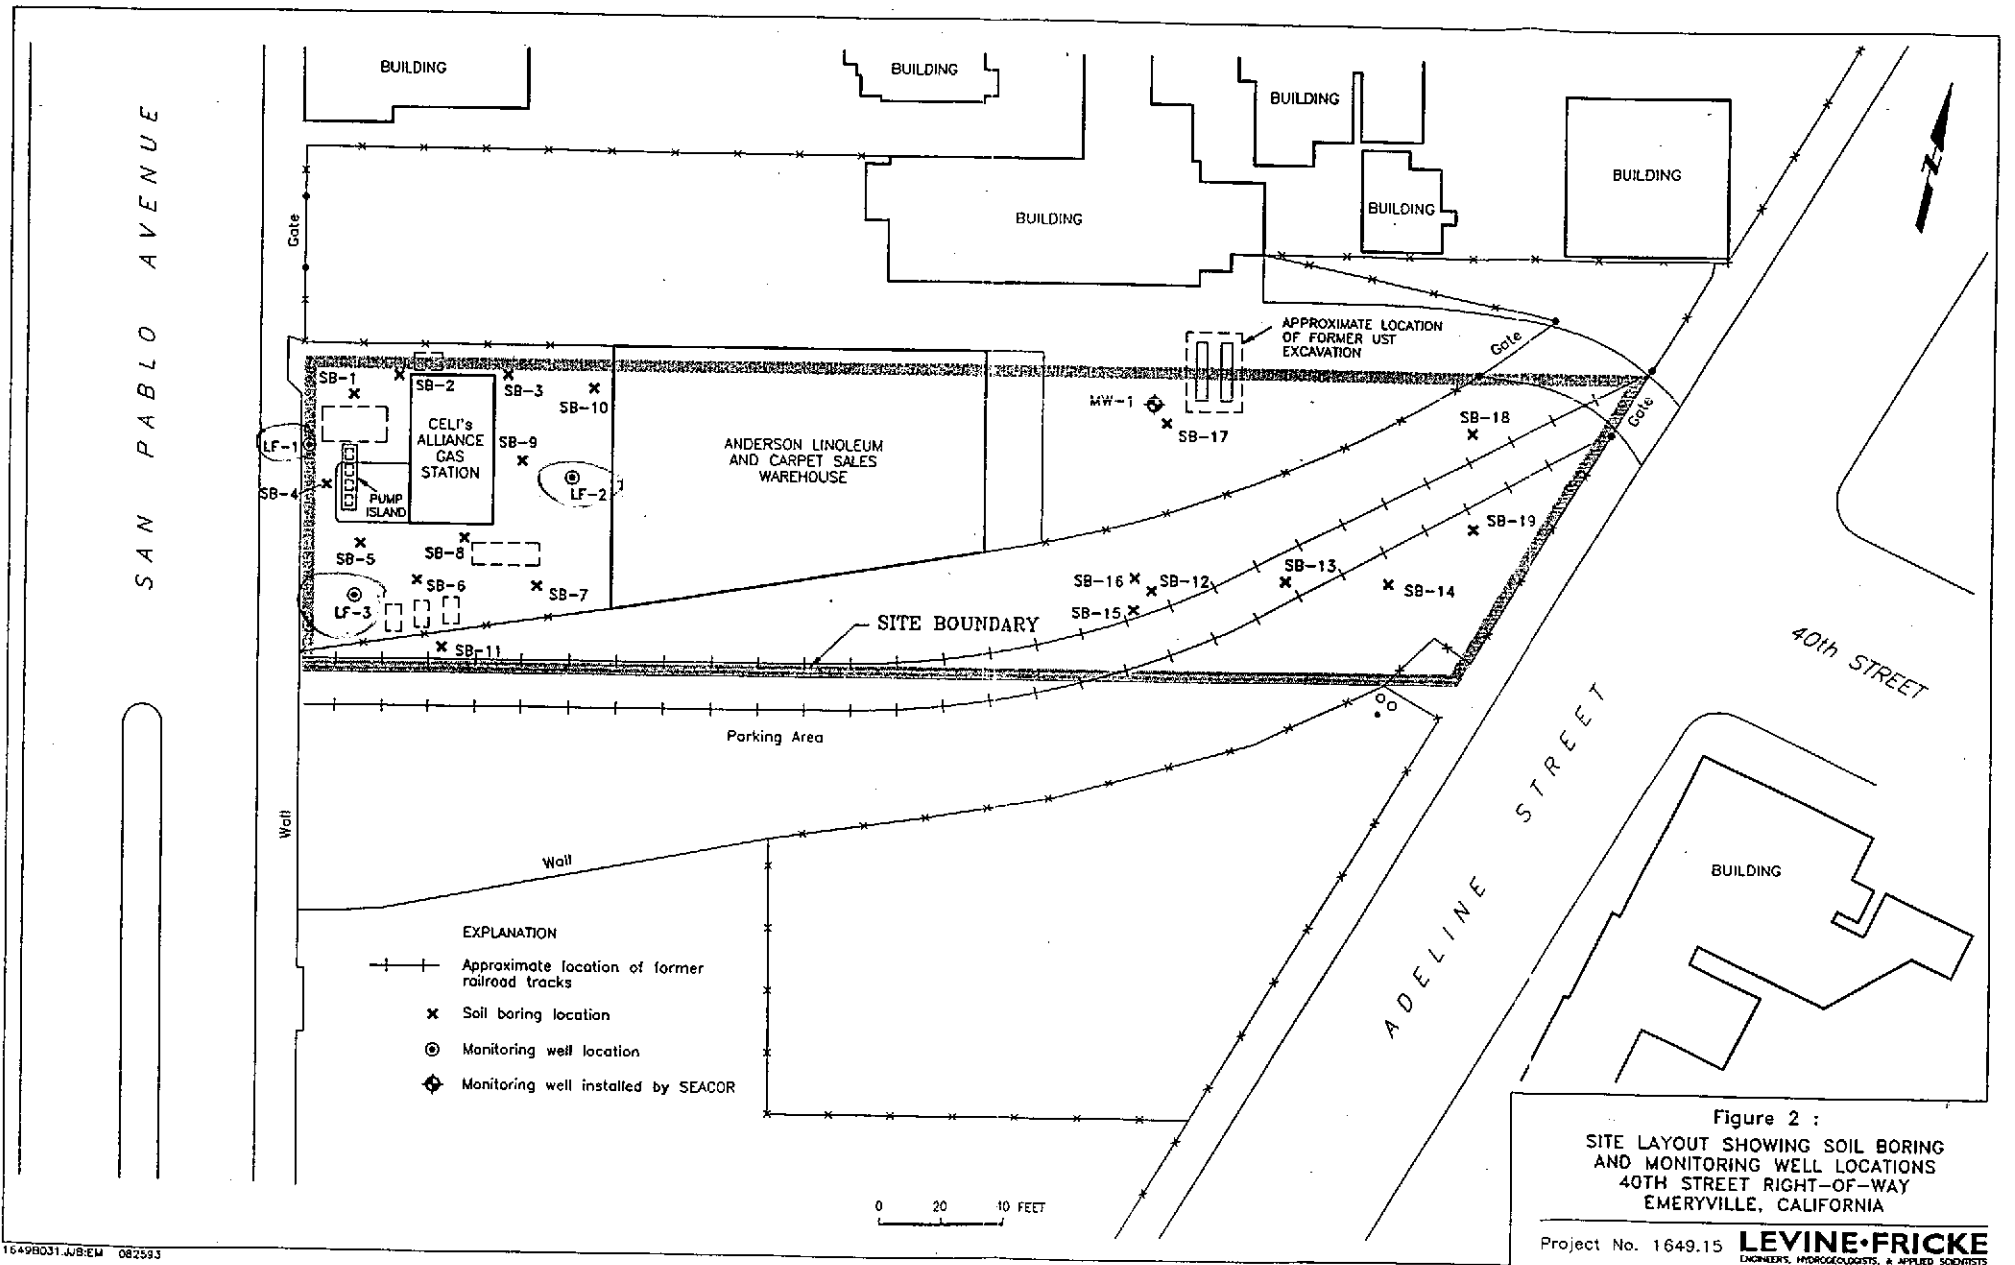 BUILDING
BUILDING
BUILDING
BUILDING
BUILDING
BUILDING
SAN PABLO AVENUE
Gate
N
APPROXIMATE LOCATION
OF FORMER UST
EXCAVATION
Gate
Gate
SB-1
SB-2
SB-3
SB-10
MW-1
SB-17
SB-18
CELI's
ALLIANCE
GAS
STATION
SB-9
LF-1
LF-2
ANDERSON LINOLEUM
AND CARPET SALES
WAREHOUSE
SB-4
PUMP
ISLAND
SB-5
SB-8
SB-6
SB-7
LF-3
SB-11
SB-19
SB-16
SB-12
SB-13
SB-14
SB-15
SITE BOUNDARY
40th STREET
Parking Area
ADELINE STREET
Wall
Wall
BUILDING
EXPLANATION
Approximate location of former
railroad tracks
Soil boring location
Monitoring well location
Monitoring well installed by SEACOR
0 20 40 FEET
Figure 2 :
SITE LAYOUT SHOWING SOIL BORING
AND MONITORING WELL LOCATIONS
40TH STREET RIGHT-OF-WAY
EMERYVILLE, CALIFORNIA
Project No. 1649.15 LEVINE•FRICKE
ENGINEERS, HYDROGEOLOGISTS, & APPLIED SCIENTISTS
1649B031.JJB:EM 082593